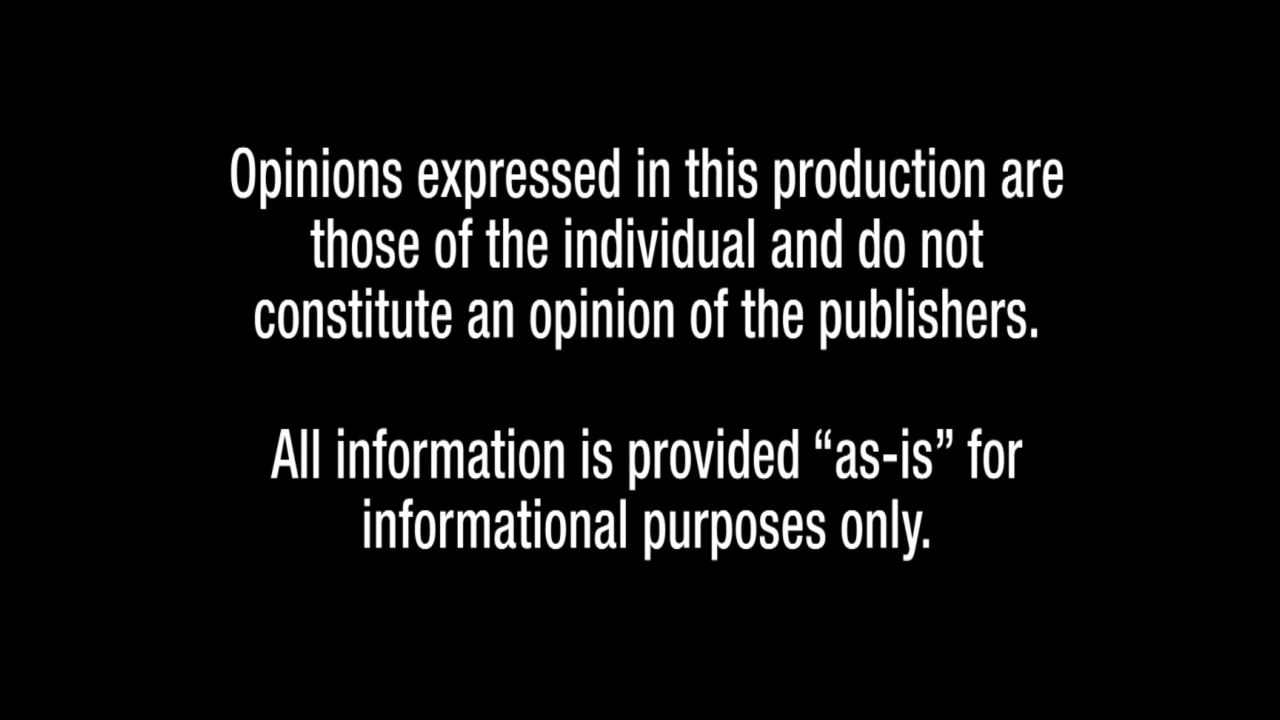 Opinions expressed in this production are
those of the individual and do not
constitute an opinion of the publishers.
All information is provided “as-is” for
informational purposes only.